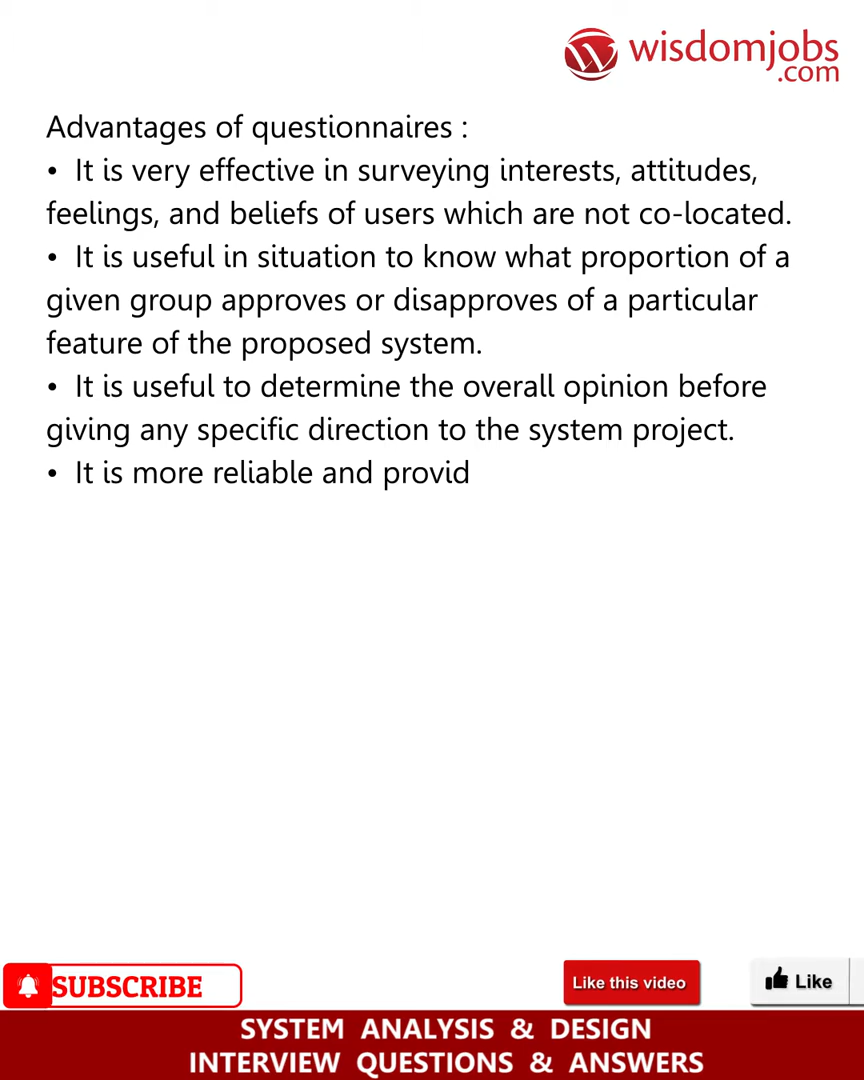 wisdomjobs
.com
Advantages of questionnaires :
• It is very effective in surveying interests, attitudes,
feelings, and beliefs of users which are not co-located.
• It is useful in situation to know what proportion of a
given group approves or disapproves of a particular
feature of the proposed system.
• It is useful to determine the overall opinion before
giving any specific direction to the system project.
• It is more reliable and provid
SUBSCRIBE
Like this video
Like
SYSTEM ANALYSIS & DESIGN
INTERVIEW QUESTIONS & ANSWERS